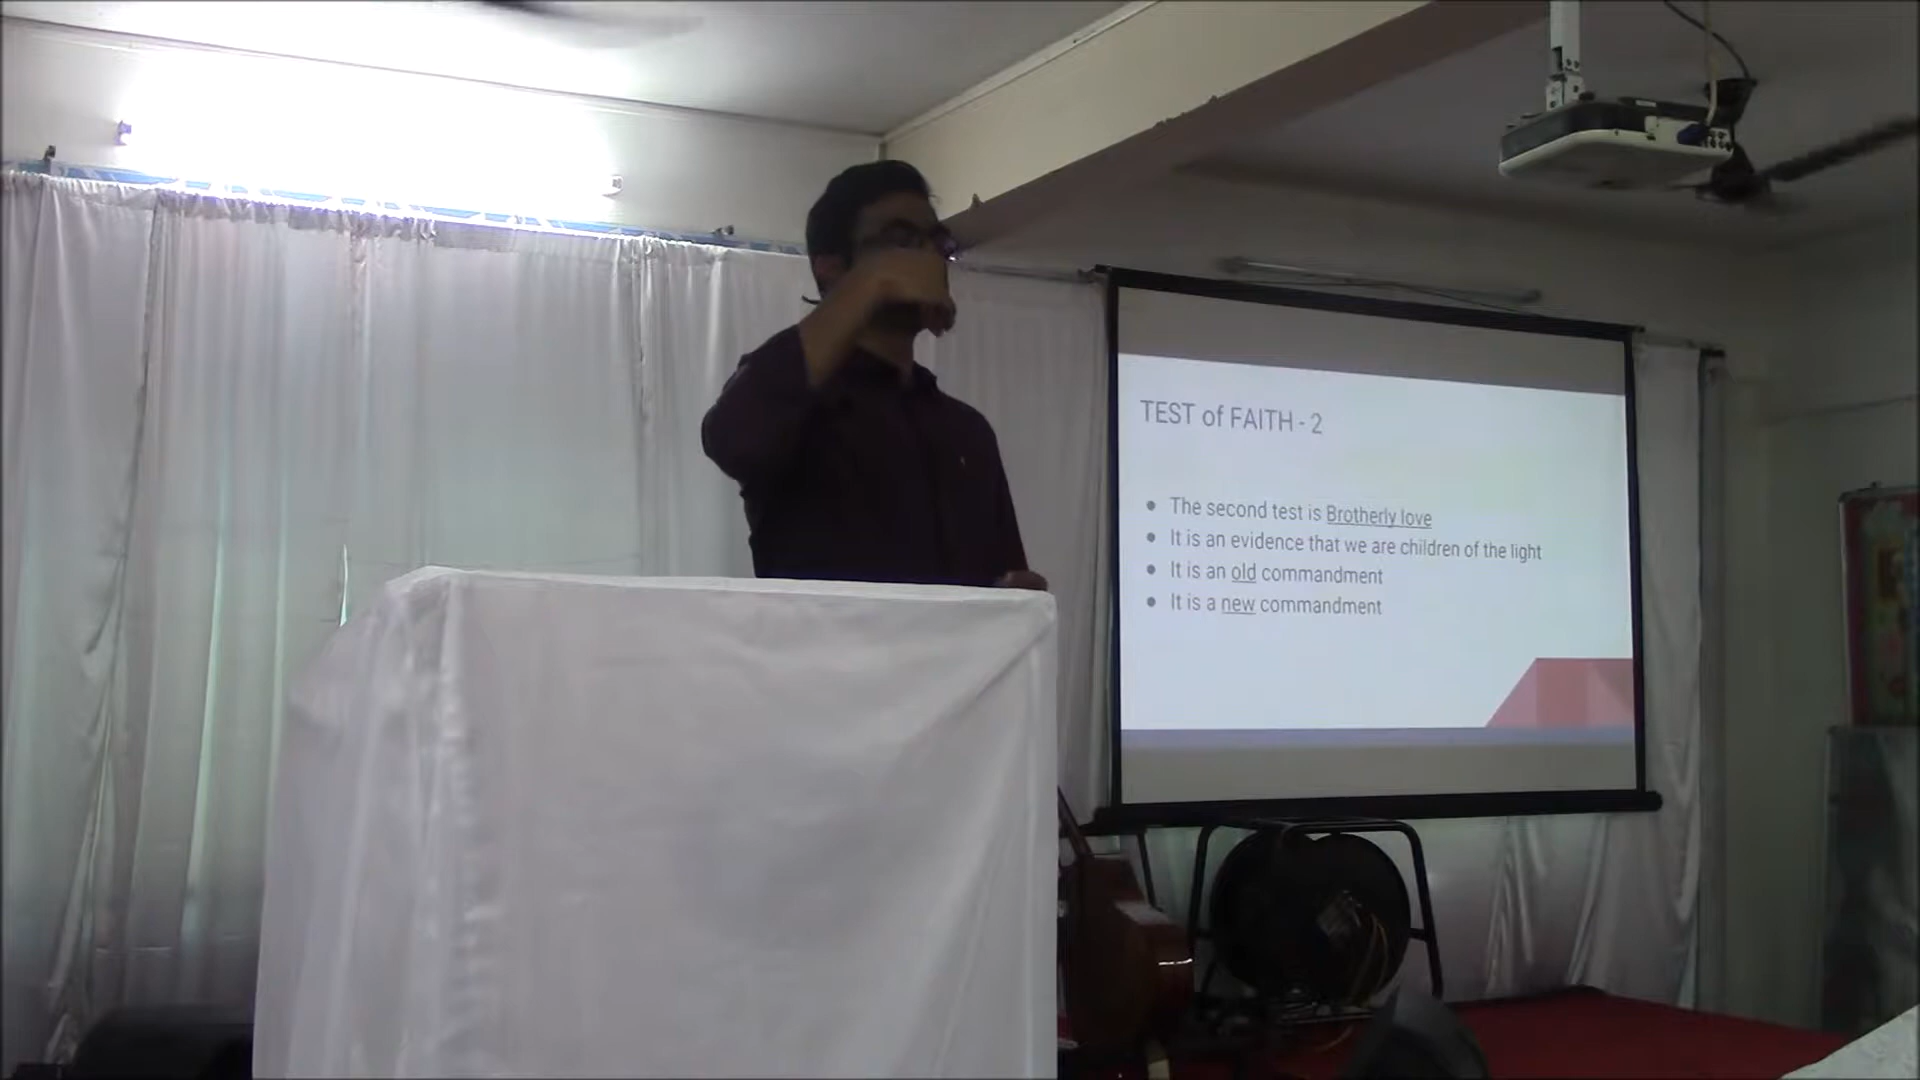 TEST of FAITH - 2
• The second test is Brotherly love
• It is an evidence that we are children of the light
• It is an old commandment
• It is a new commandment